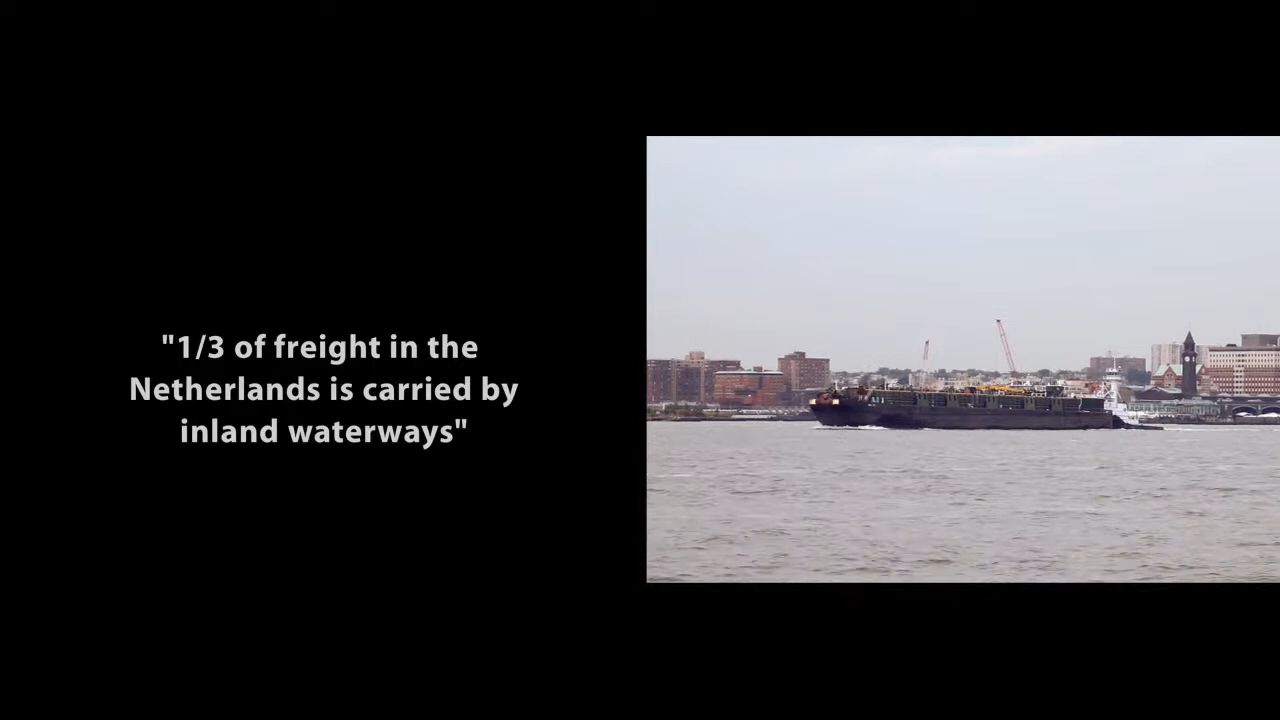 "1/3 of freight in the
Netherlands is carried by
inland waterways"